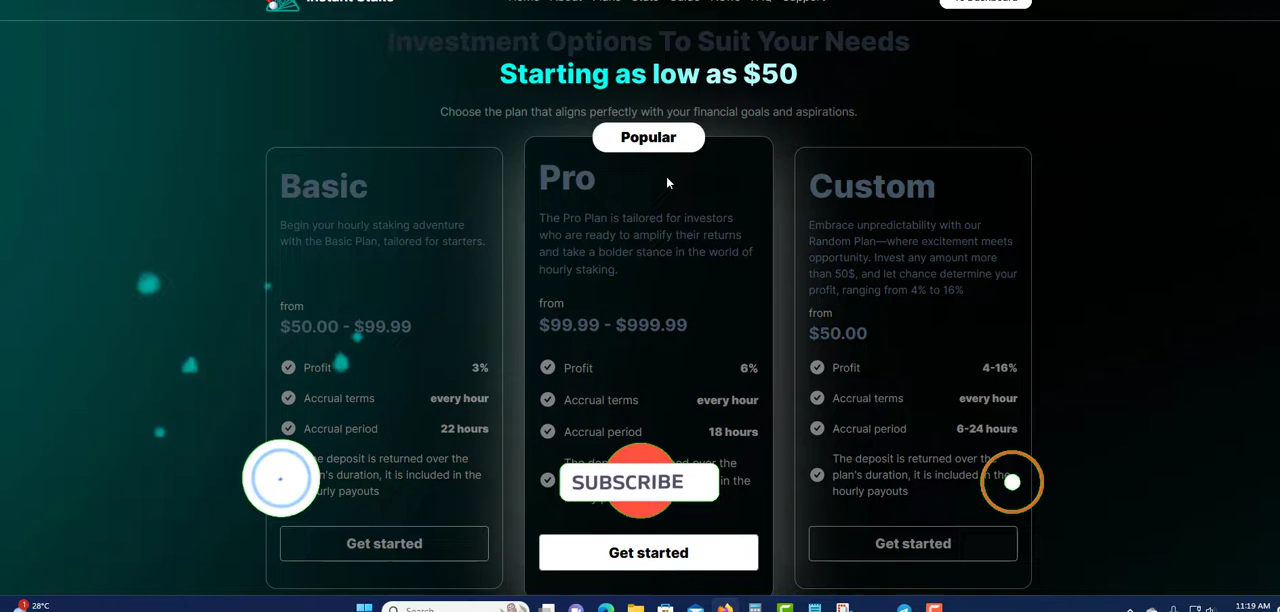 Investment Options To Suit Your Needs
Starting as low as $50
Choose the plan that aligns perfectly with your financial goals and aspirations.
Popular
Basic
Begin your hourly staking adventure
with the Basic Plan, tailored for starters.
from
$50.00 - $99.99
Profit 3%
Accrual terms every hour
Accrual period 22 hours
The deposit is returned over the
plan's duration, it is included in the
hourly payouts
Get started
Pro
The Pro Plan is tailored for investors
who are ready to amplify their returns
and take a bolder stance in the world of
hourly staking.
from
$99.99 - $999.99
Profit 6%
Accrual terms every hour
Accrual period 18 hours
over the
in the
SUBSCRIBE
Get started
Custom
Embrace unpredictability with our
Random Plan—where excitement meets
opportunity. Invest any amount more
than 50$, and let chance determine your
profit, ranging from 4% to 16%
from
$50.00
Profit 4-16%
Accrual terms every hour
Accrual period 6-24 hours
The deposit is returned over the
plan's duration, it is included in the
hourly payouts
Get started
1
28°C
Search
11:19 AM